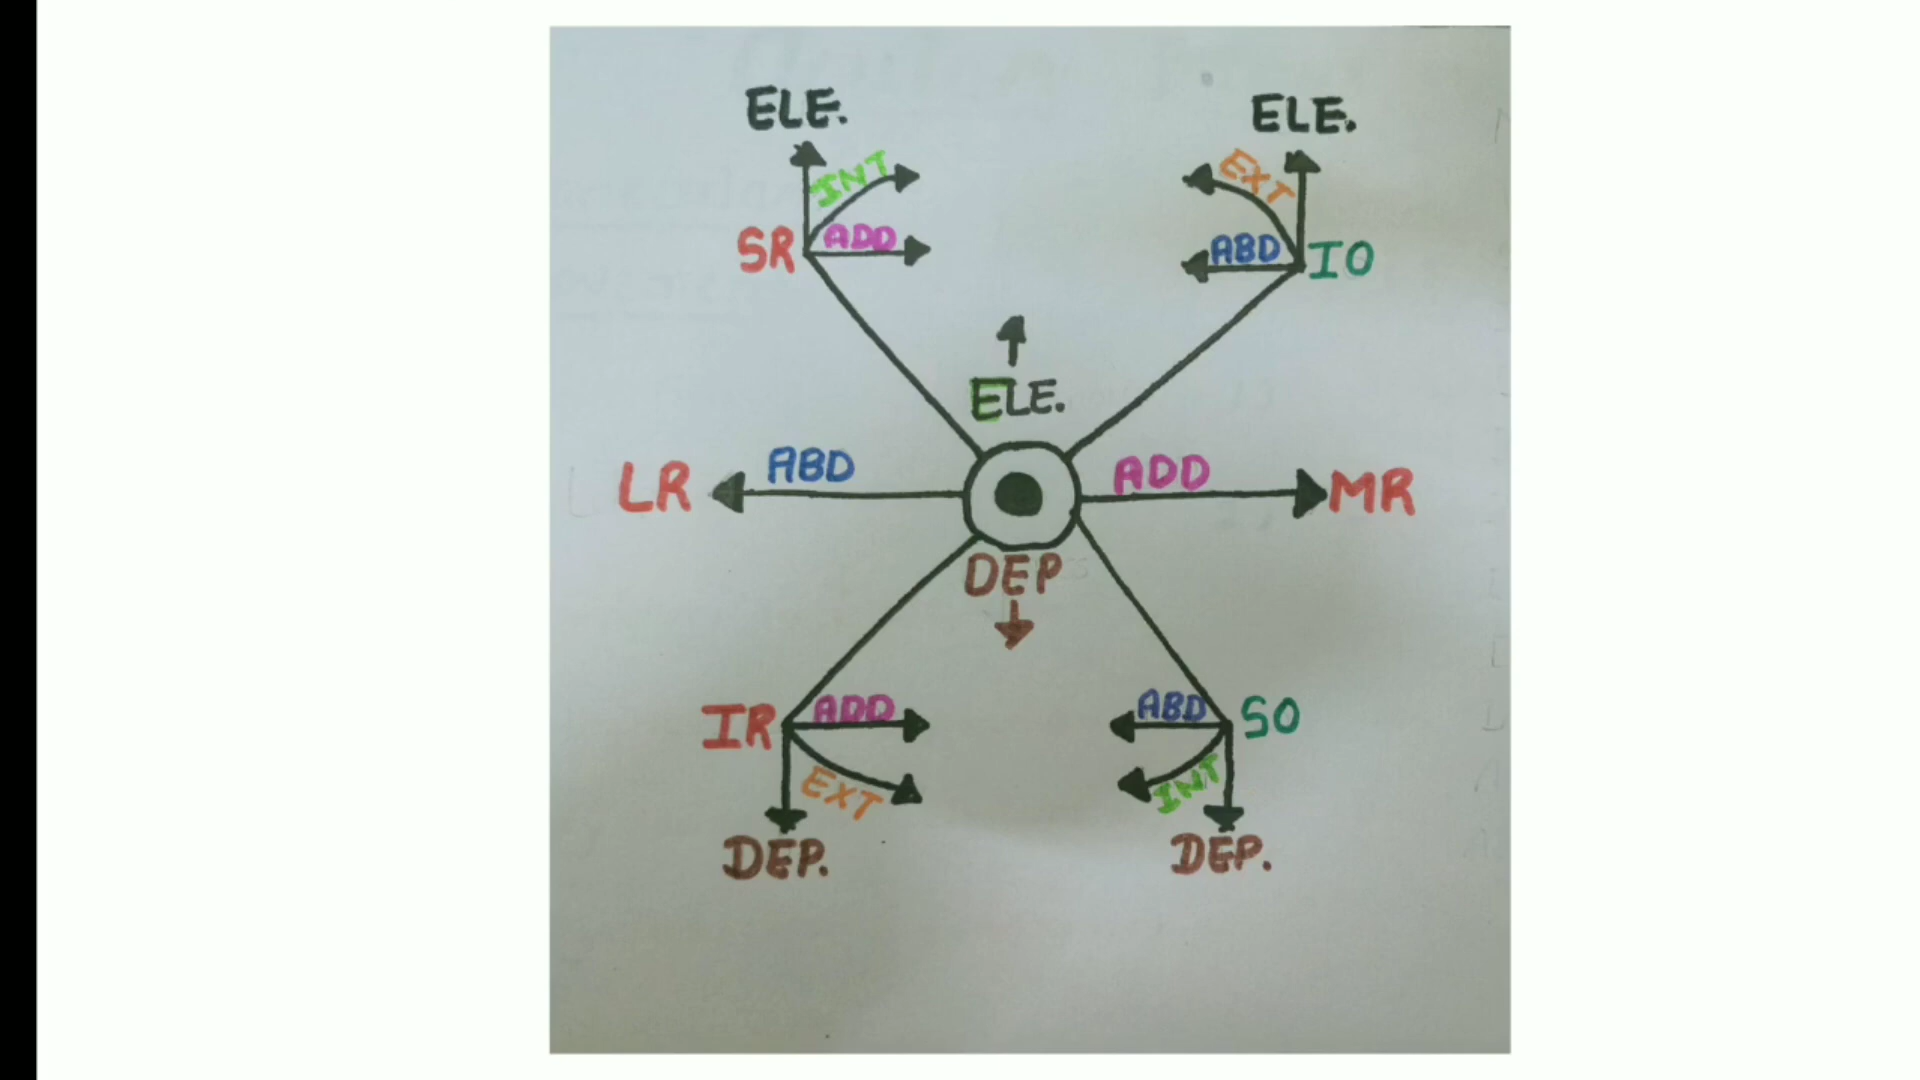 ELE.
ELE.
INT
EXT
SR
ADD
ABD
IO
ELE.
LR
ABD
ADD
MR
DEP
IR
ADD
ABD
SO
EXT
INT
DEP.
DEP.